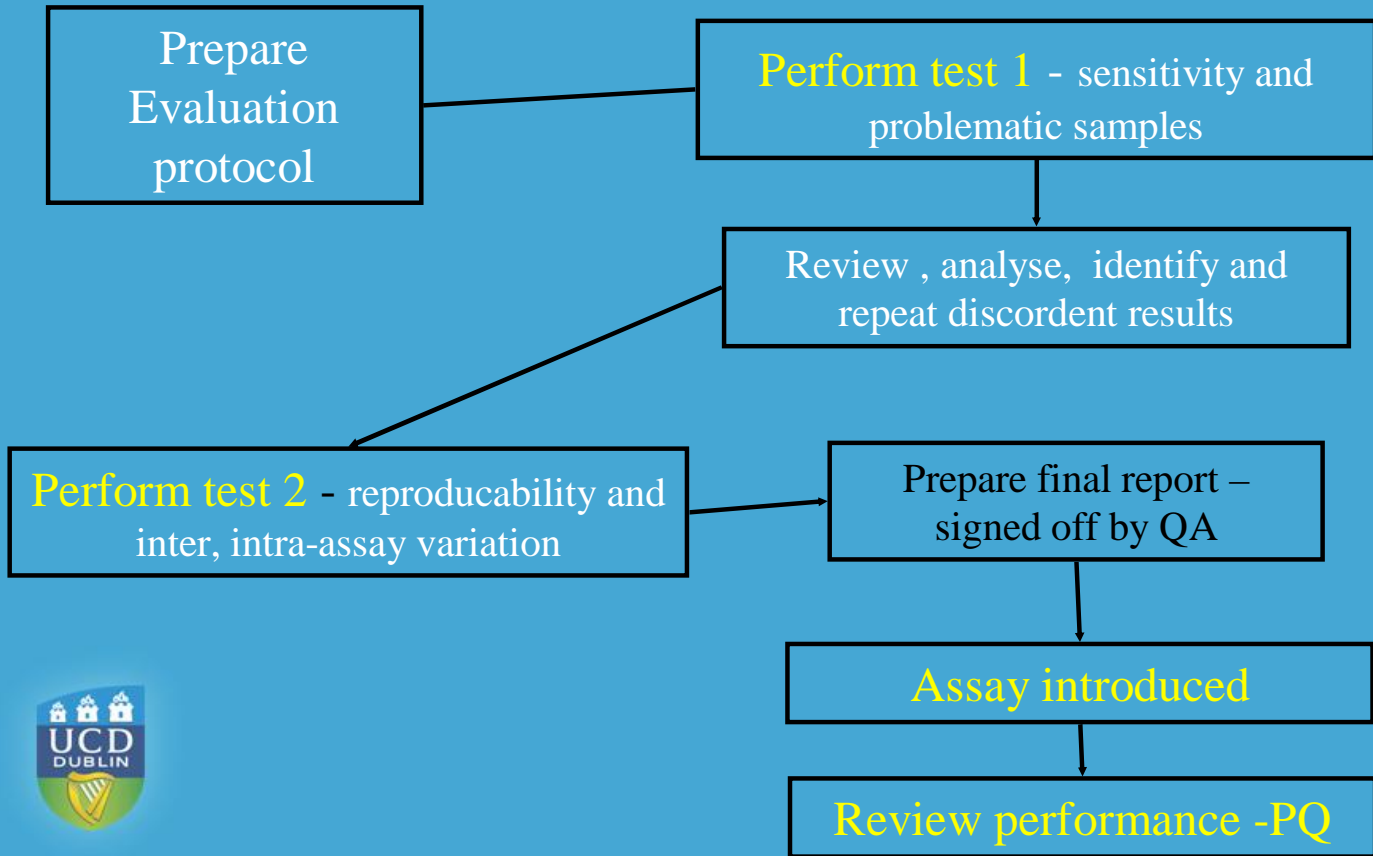 Prepare
Evaluation
protocol
Perform test 1 - sensitivity and
problematic samples
Review , analyse, identify and
repeat discordent results
Perform test 2 - reproducability and
inter, intra-assay variation
Prepare final report –
signed off by QA
Assay introduced
Review performance -PQ
UCD
DUBLIN